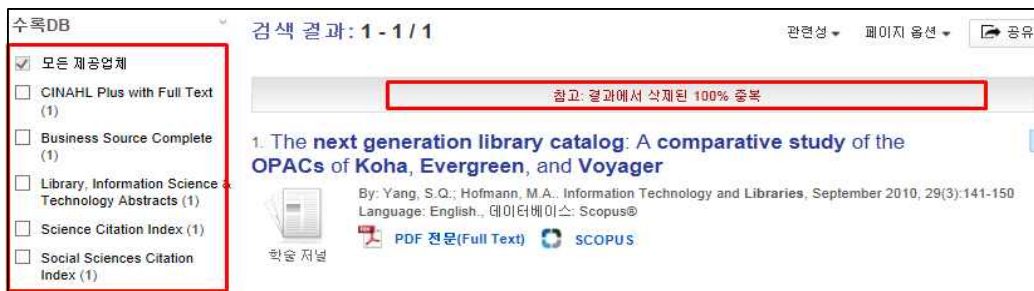 수록DB
모든 제공업체
CINAHL Plus with Full Text
(1)
Business Source Complete
(1)
Library, Information Science &
Technology Abstracts (1)
Science Citation Index (1)
Social Sciences Citation
Index (1)
검색 결과: 1 - 1 / 1
관련성 페이지 옵션 공유
참고: 결과에서 삭제된 100% 중복
1. The next generation library catalog: A comparative study of the
OPACs of Koha, Evergreen, and Voyager
By: Yang, S.Q.; Hofmann, M.A.. Information Technology and Libraries, September 2010, 29(3):141-150
Language: English., 데이터베이스: Scopus®
PDF 전문(Full Text) SCOPUS
학술 저널